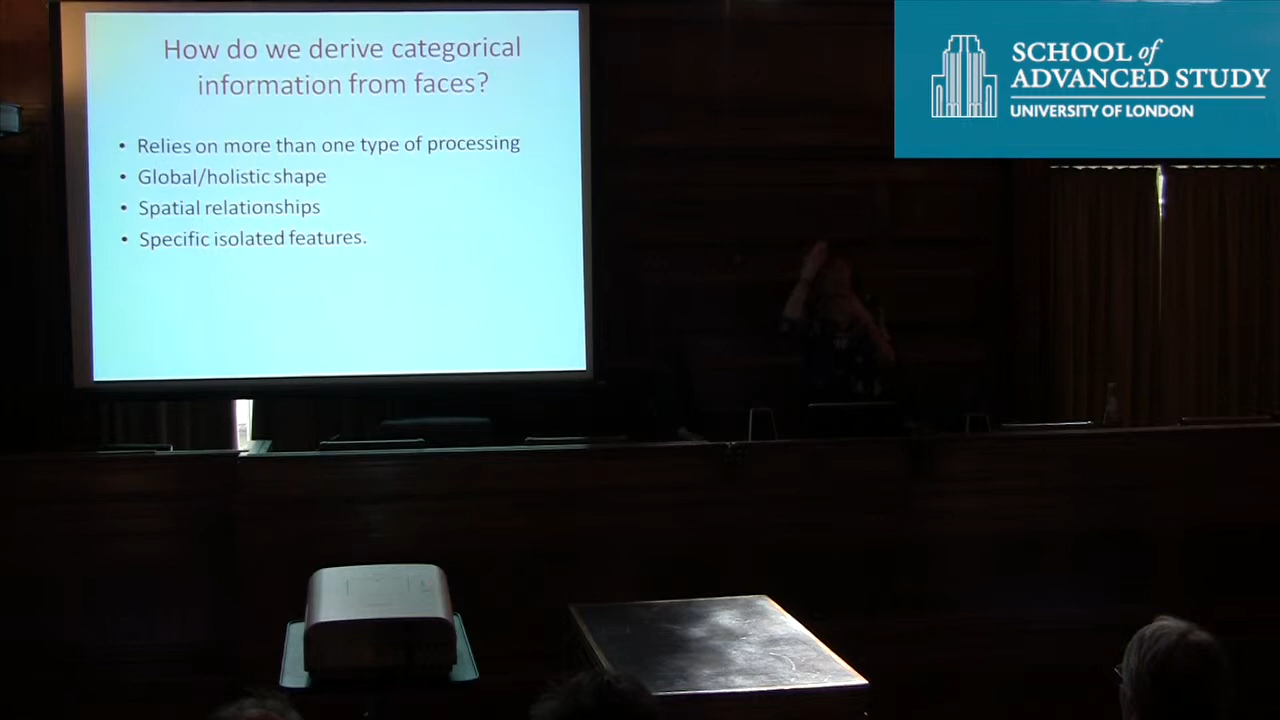 How do we derive categorical
information from faces?
• Relies on more than one type of processing
• Global/holistic shape
• Spatial relationships
• Specific isolated features.
SCHOOL of
ADVANCED STUDY
UNIVERSITY OF LONDON